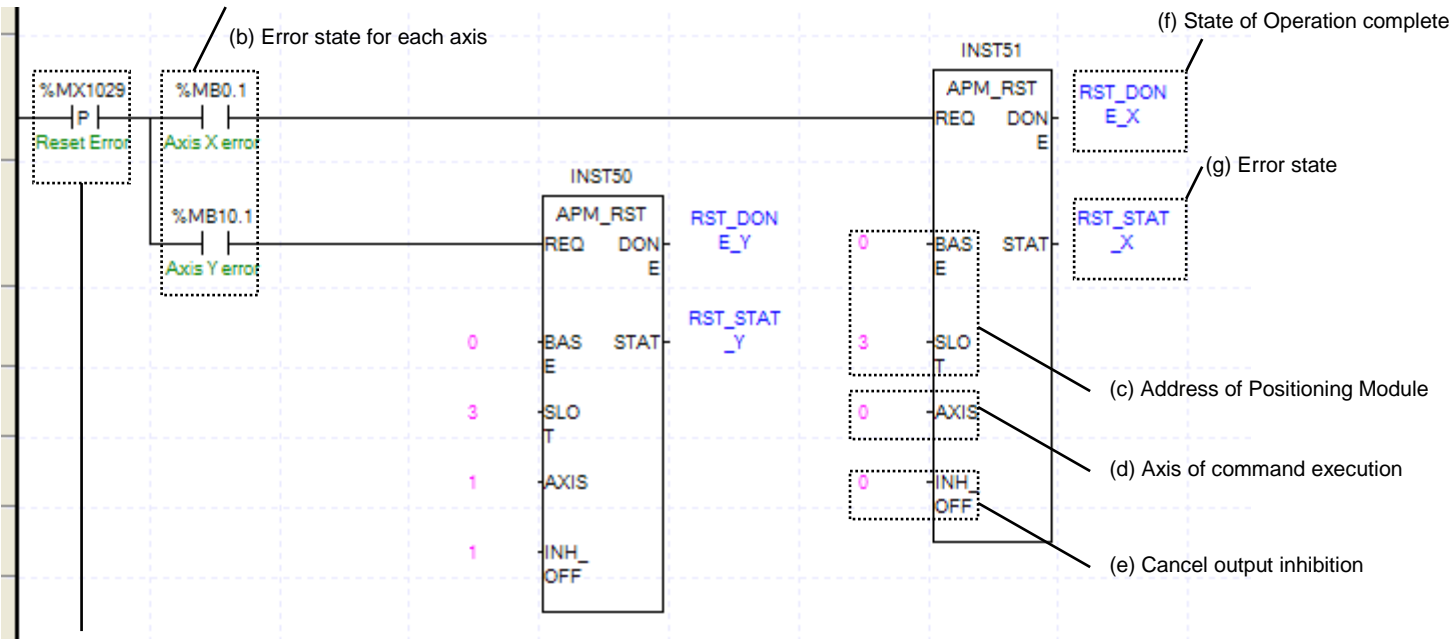 (f) State of Operation complete
(b) Error state for each axis
INST51
%MX1029
%MB0.1
APM_RST
RST_DON
E_X
P
REQ
DON
E
Reset Error
Axis X error
(g) Error state
INST50
%MB10.1
APM_RST
RST_DON
E_Y
RST_STAT
_X
REQ
DON
E
0
BAS
E
STAT
Axis Y error
RST_STAT
_Y
0
BAS
E
STAT
3
SLO
T
(c) Address of Positioning Module
3
SLO
T
0
AXIS
(d) Axis of command execution
1
AXIS
0
INH_
OFF
1
INH_
OFF
(e) Cancel output inhibition